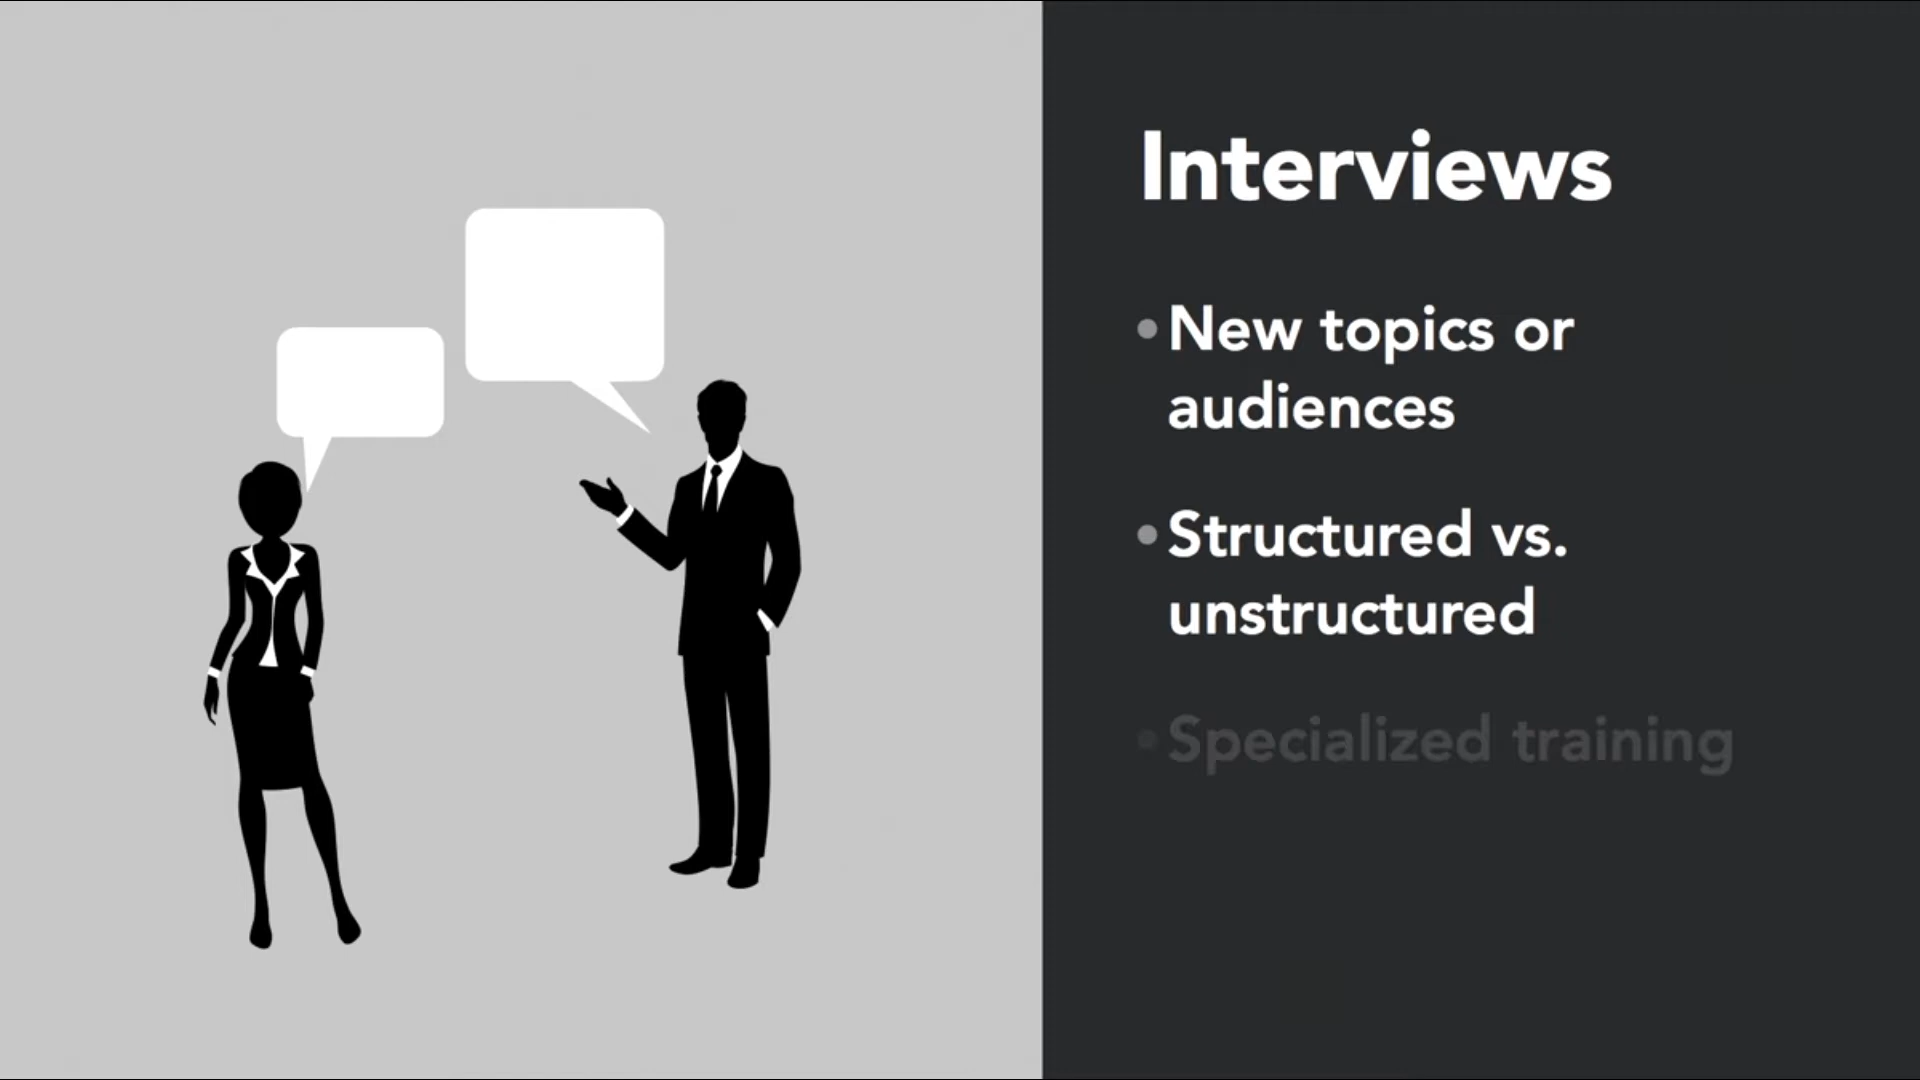 Interviews
• New topics or
audiences
• Structured vs.
unstructured
• Specialized training